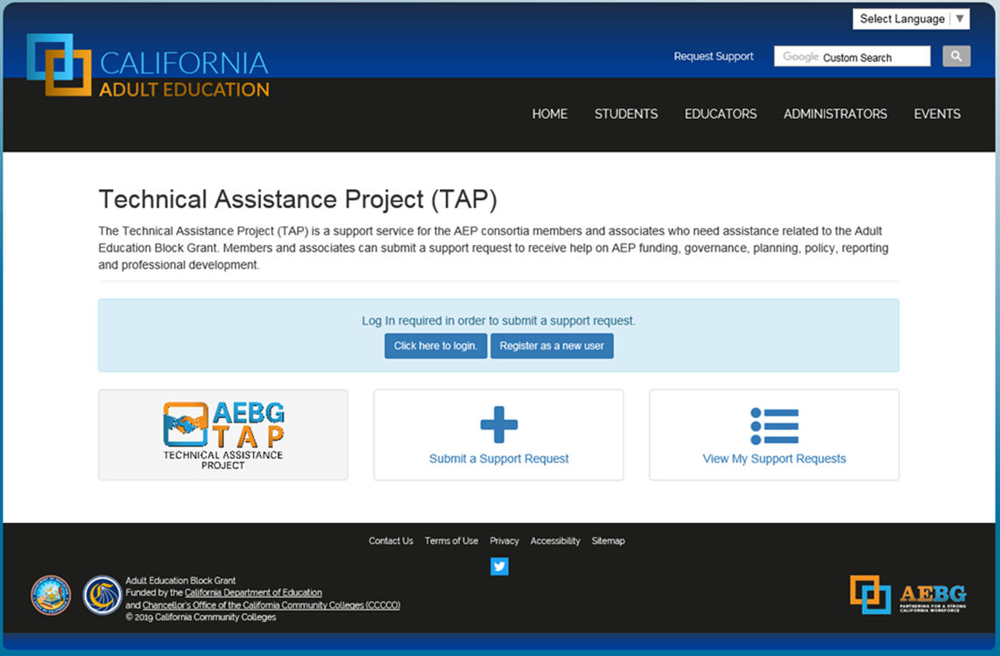 Select Language ▼
Request Support
Google Custom Search
CALIFORNIA
ADULT EDUCATION
HOME STUDENTS EDUCATORS ADMINISTRATORS EVENTS
Technical Assistance Project (TAP)
The Technical Assistance Project (TAP) is a support service for the AEP consortia members and associates who need assistance related to the Adult
Education Block Grant. Members and associates can submit a support request to receive help on AEP funding, governance, planning, policy, reporting
and professional development.
Log In required in order to submit a support request.
Click here to login. Register as a new user
AEBG
TAP
TECHNICAL ASSISTANCE
PROJECT
Submit a Support Request
View My Support Requests
Contact Us Terms of Use Privacy Accessibility Sitemap
Adult Education Block Grant
Funded by the California Department of Education
and Chancellor's Office of the California Community Colleges (CCCCO)
© 2019 California Community Colleges
AEBG
PARTNERING FOR A STRONG
CALIFORNIA WORKFORCE